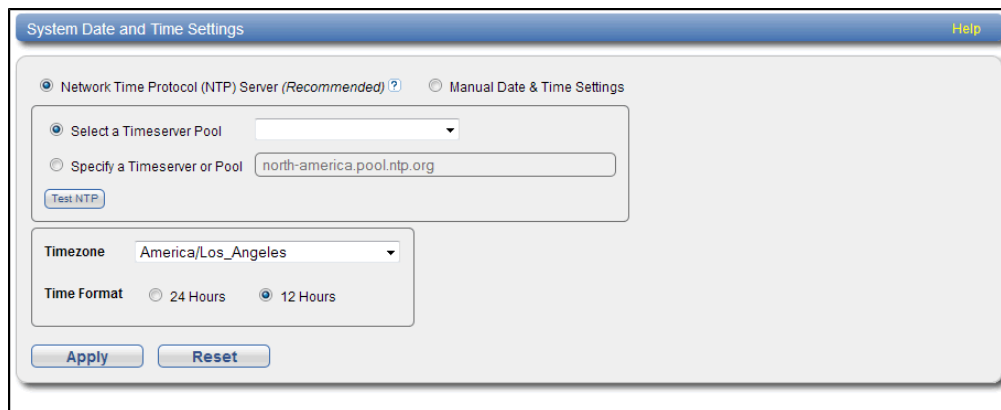 System Date and Time Settings Help
Network Time Protocol (NTP) Server (Recommended) ? Manual Date & Time Settings
Select a Timeserver Pool
Specify a Timeserver or Pool north-america.pool.ntp.org
Test NTP
Timezone America/Los_Angeles
Time Format 24 Hours 12 Hours
Apply Reset